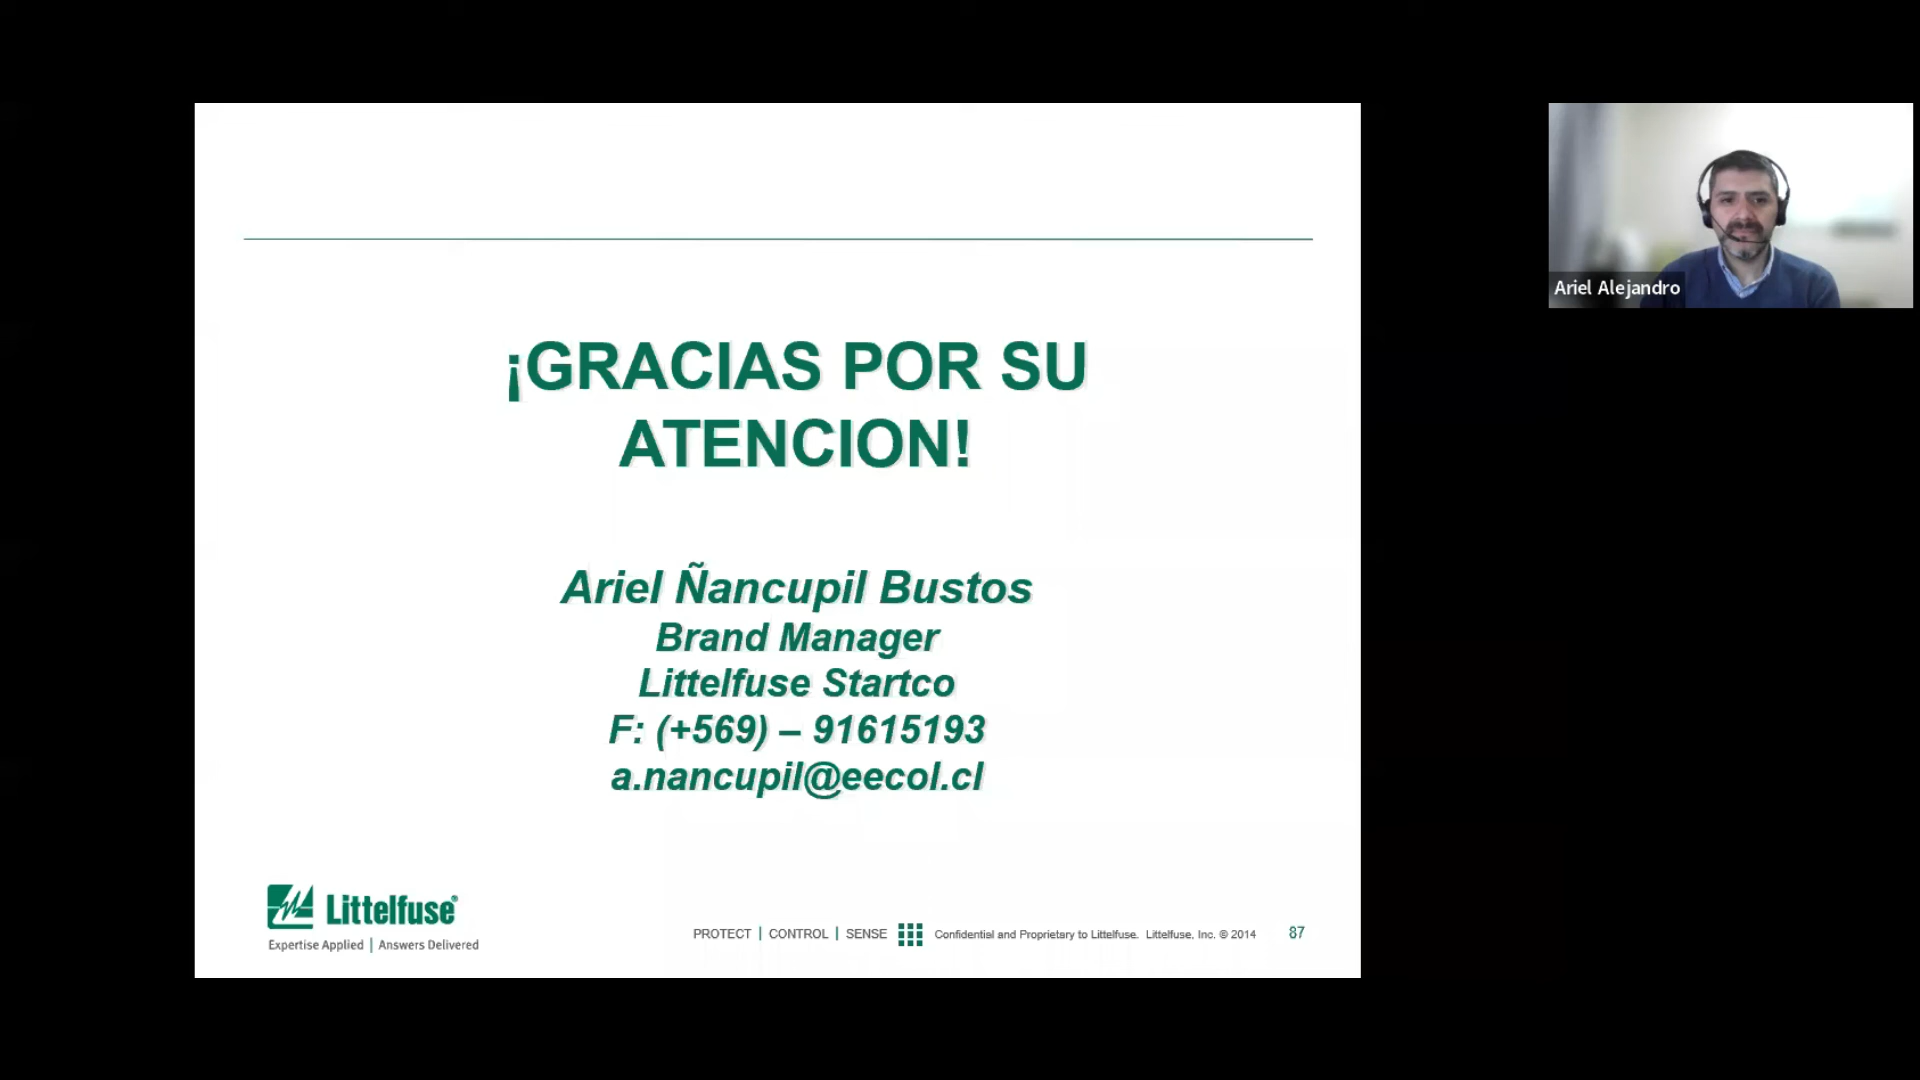 ¡GRACIAS POR SU
ATENCION!
Ariel Ñancupil Bustos
Brand Manager
Littelfuse Startco
F: (+569) – 91615193
a.nancupil@eecol.cl
Littelfuse®
Expertise Applied | Answers Delivered
PROTECT | CONTROL | SENSE Confidential and Proprietary to Littelfuse. Littelfuse, Inc. © 2014 87
Ariel Alejandro